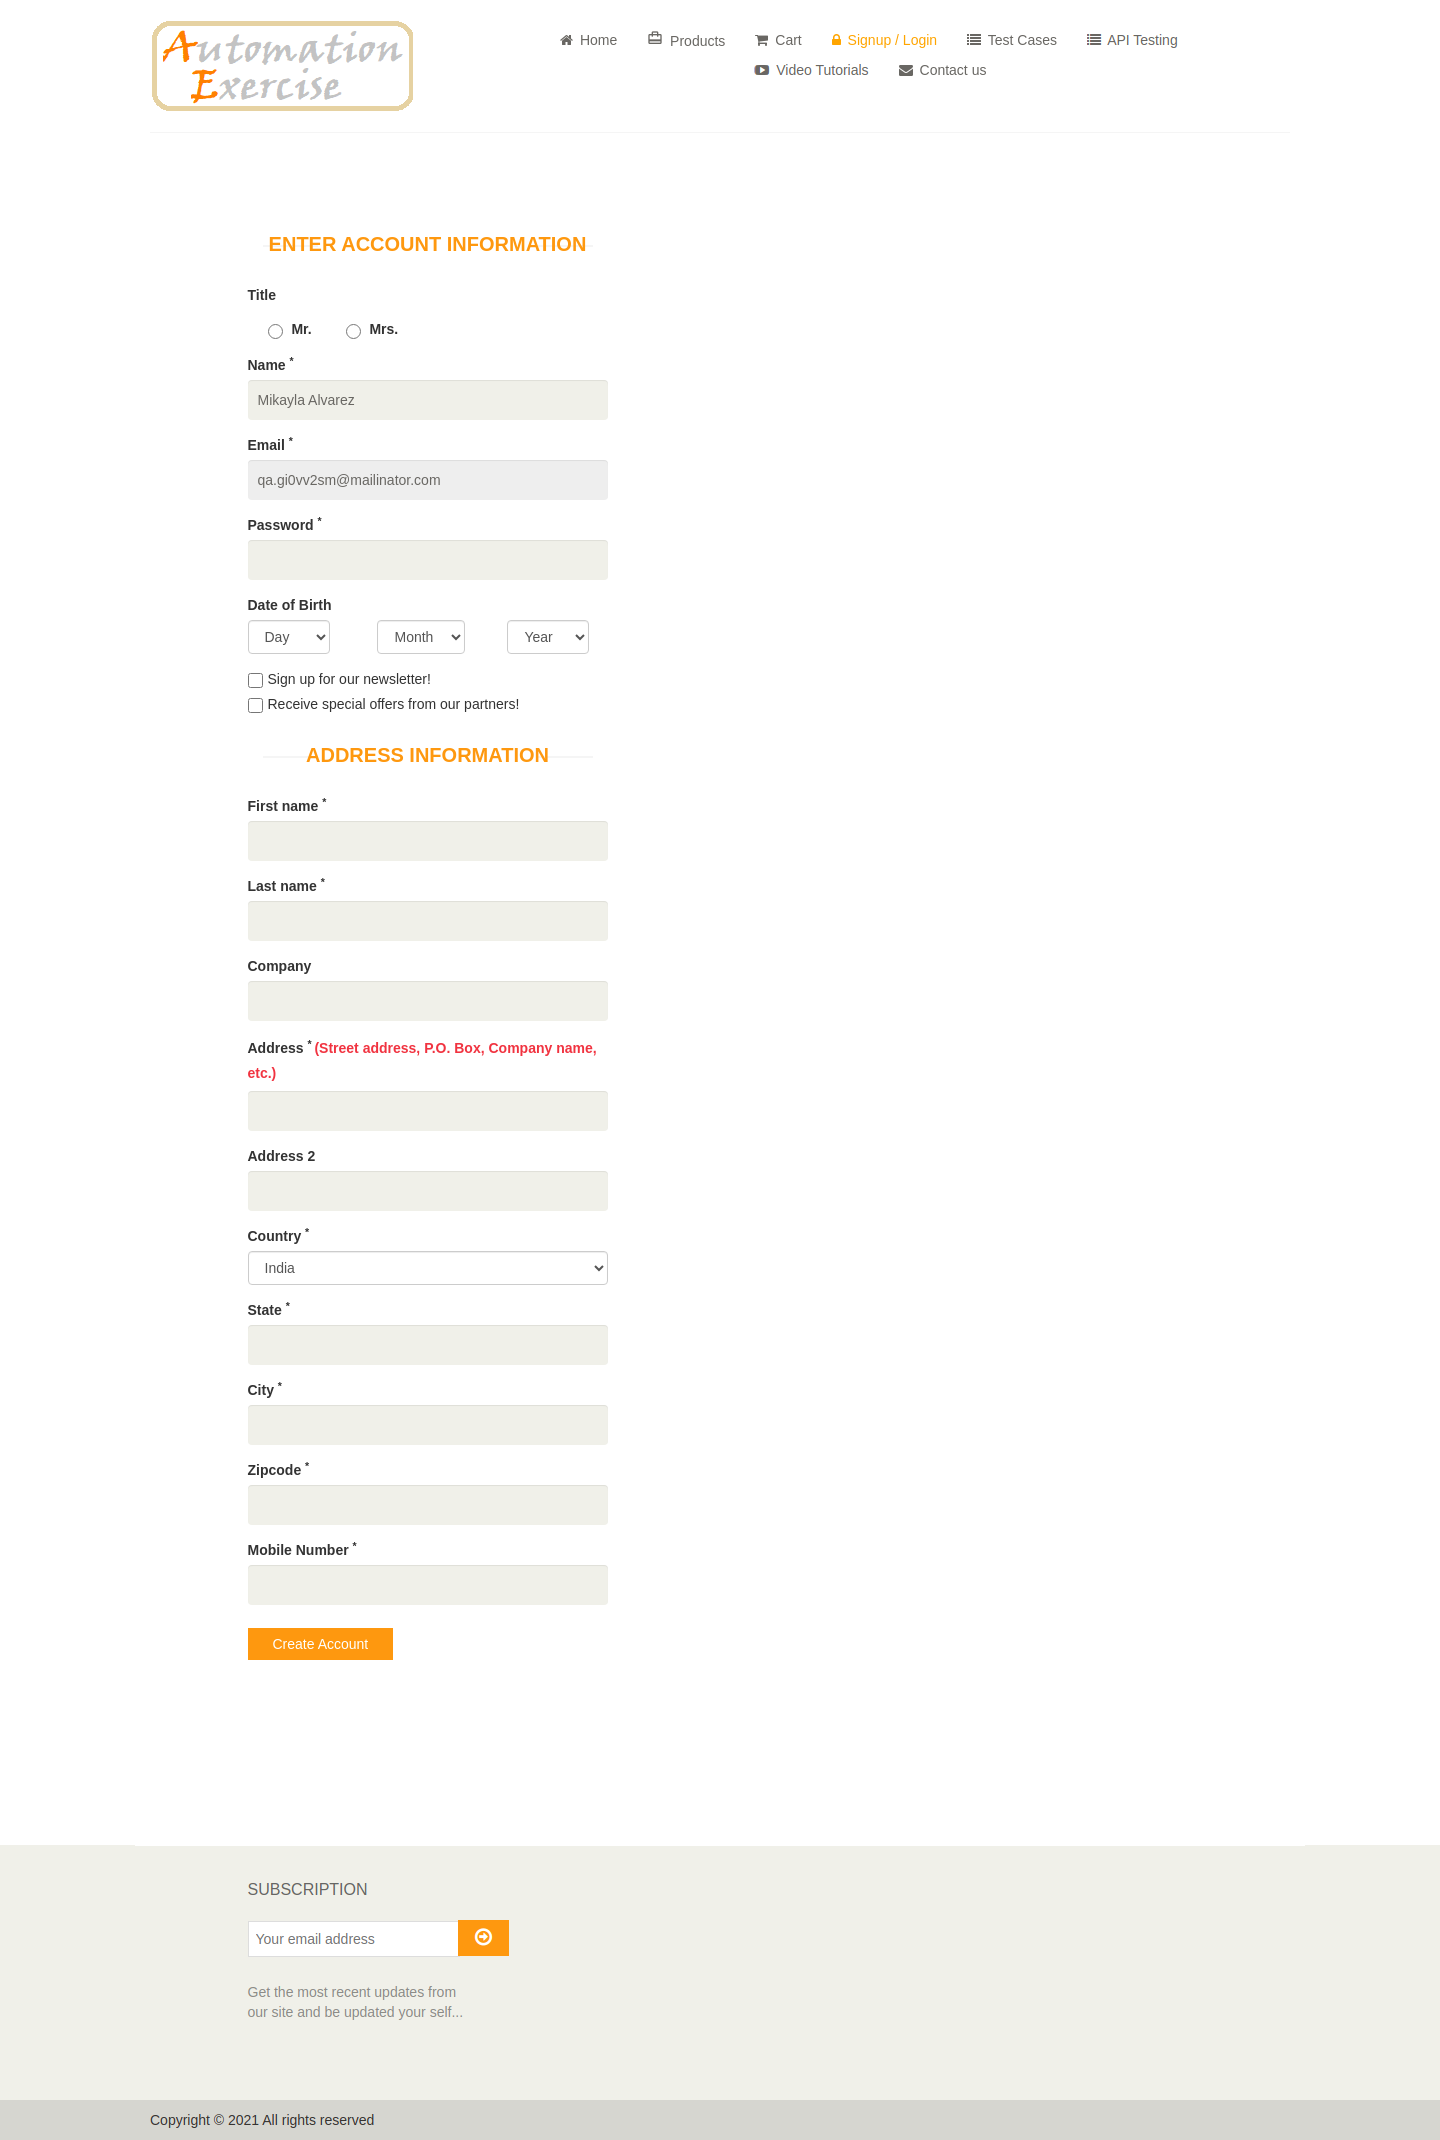 Automation
Exercise
Home
Products
Cart
Signup / Login
Test Cases
API Testing
Video Tutorials
Contact us
ENTER ACCOUNT INFORMATION
Title
Mr.
Mrs.
Name *
Mikayla Alvarez
Email *
qa.gi0vv2sm@mailinator.com
Password *
Date of Birth
Day
Month
Year
Sign up for our newsletter!
Receive special offers from our partners!
ADDRESS INFORMATION
First name *
Last name *
Company
Address * (Street address, P.O. Box, Company name,
etc.)
Address 2
Country *
India
State *
City *
Zipcode *
Mobile Number *
Create Account
SUBSCRIPTION
Your email address
Get the most recent updates from
our site and be updated your self...
Copyright © 2021 All rights reserved